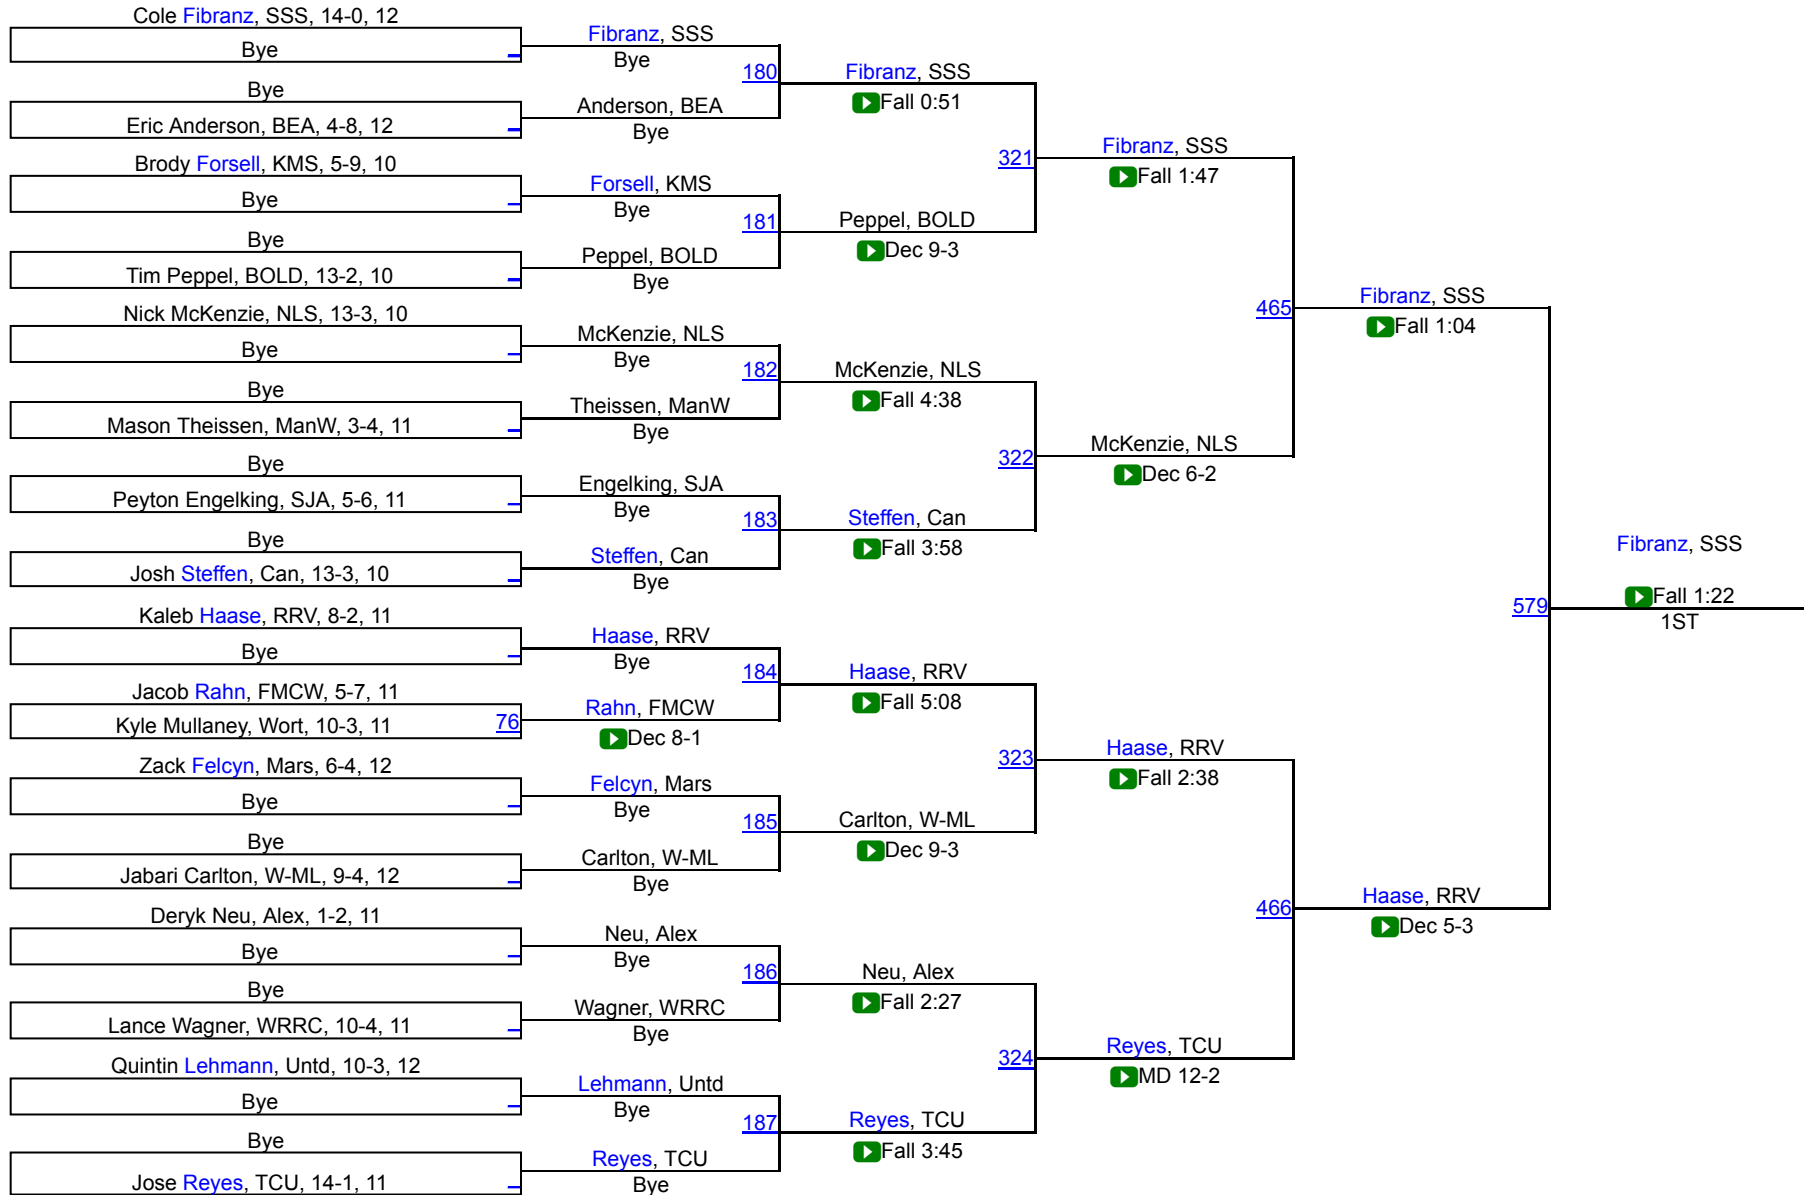 Cole Fibranz, SSS, 14-0, 12
Bye
Bye
Eric Anderson, BEA, 4-8, 12
Brody Forsell, KMS, 5-9, 10
Bye
Bye
Tim Peppel, BOLD, 13-2, 10
Nick McKenzie, NLS, 13-3, 10
Bye
Bye
Mason Theissen, ManW, 3-4, 11
Bye
Peyton Engelking, SJA, 5-6, 11
Bye
Josh Steffen, Can, 13-3, 10
Kaleb Haase, RRV, 8-2, 11
Bye
Jacob Rahn, FMCW, 5-7, 11
Kyle Mullaney, Wort, 10-3, 11
76
Zack Felcyn, Mars, 6-4, 12
Bye
Bye
Jabari Carlton, W-ML, 9-4, 12
Deryk Neu, Alex, 1-2, 11
Bye
Bye
Lance Wagner, WRRC, 10-4, 11
Quintin Lehmann, Untd, 10-3, 12
Bye
Bye
Jose Reyes, TCU, 14-1, 11
Fibranz, SSS
Bye
180
Anderson, BEA
Bye
Forsell, KMS
Bye
181
Peppel, BOLD
Bye
McKenzie, NLS
Bye
182
Theissen, ManW
Bye
Engelking, SJA
Bye
183
Steffen, Can
Bye
Haase, RRV
Bye
184
Rahn, FMCW
Dec 8-1
Felcyn, Mars
Bye
185
Carlton, W-ML
Bye
Neu, Alex
Bye
186
Wagner, WRRC
Bye
Lehmann, Untd
Bye
187
Reyes, TCU
Bye
Fibranz, SSS
Fall 0:51
321
Peppel, BOLD
Dec 9-3
McKenzie, NLS
Fall 4:38
322
Steffen, Can
Fall 3:58
Haase, RRV
Fall 5:08
323
Carlton, W-ML
Dec 9-3
Neu, Alex
Fall 2:27
324
Reyes, TCU
Fall 3:45
Fibranz, SSS
Fall 1:47
465
McKenzie, NLS
Dec 6-2
Haase, RRV
Fall 2:38
466
Reyes, TCU
MD 12-2
Fibranz, SSS
Fall 1:04
579
Haase, RRV
Dec 5-3
Fibranz, SSS
Fall 1:22
1ST